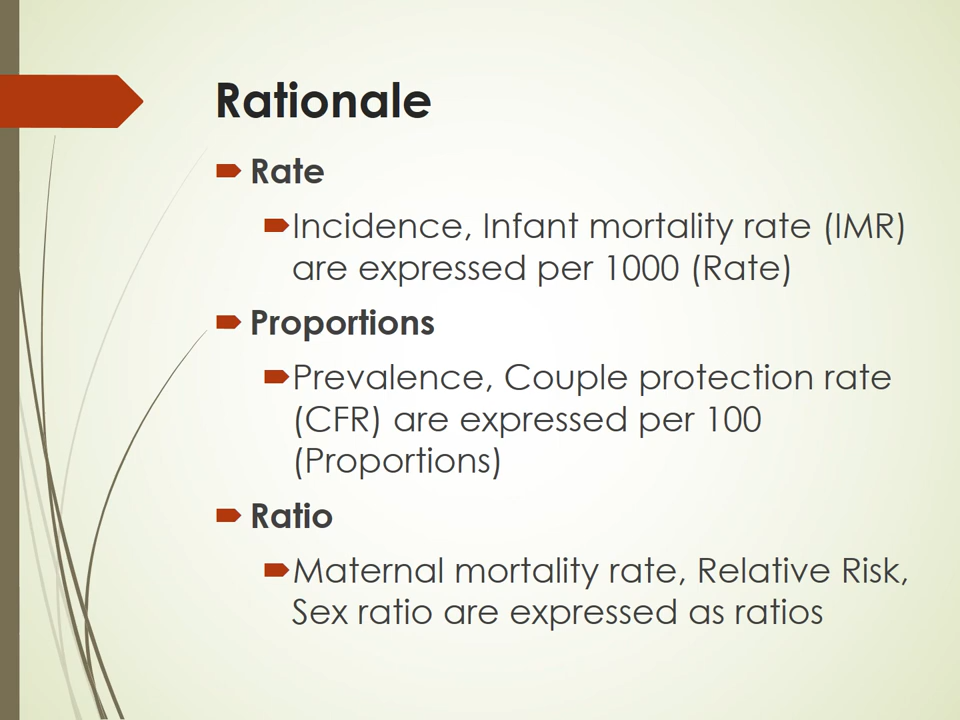 Rationale
Rate
Incidence, Infant mortality rate (IMR)
are expressed per 1000 (Rate)
Proportions
Prevalence, Couple protection rate
(CFR) are expressed per 100
(Proportions)
Ratio
Maternal mortality rate, Relative Risk,
Sex ratio are expressed as ratios